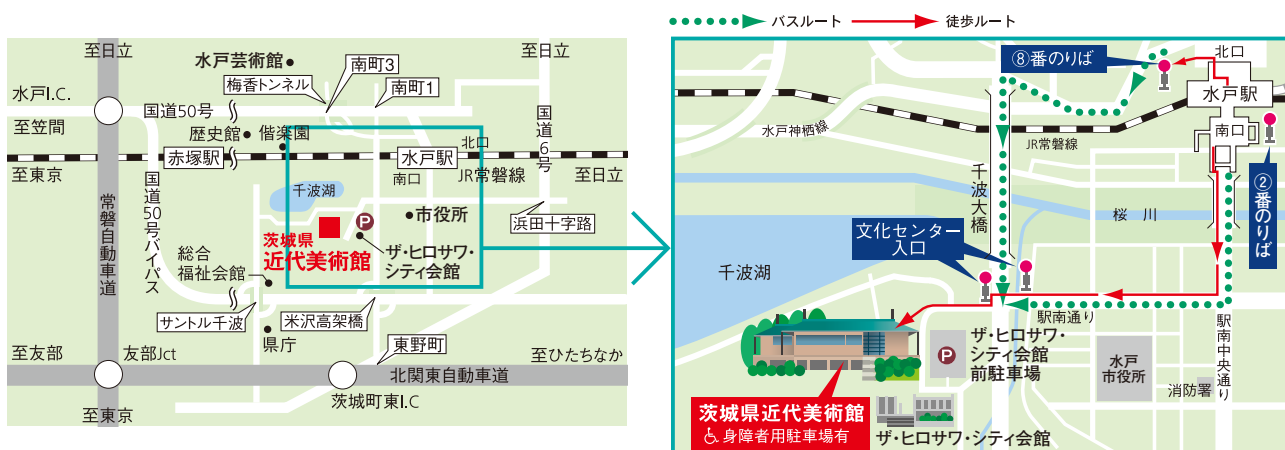 バスルート
徒歩ルート
至日立
水戸芸術館
南町3
至日立
梅香トンネル
南町1
水戸I.C.
国道50号
至笠間
歴史館
偕楽園
北口
国道6号
赤塚駅
水戸駅
至東京
南口
JR常磐線
至日立
千波湖
国道50号バイパス
常磐自動車道
市役所
浜田十字路
P
茨城県
近代美術館
ザ・ヒロサワ・
シティ会館
総合
福祉会館
サントル千波
米沢高架橋
県庁
東野町
至友部
友部Jct
至ひたちなか
北関東自動車道
茨城町東I.C
至東京
⑧番のりば
北口
水戸駅
南口
水戸神栖線
JR常磐線
②番のりば
千波大橋
桜川
文化センター
入口
千波湖
駅南通り
駅南中央通り
ザ・ヒロサワ・
シティ会館
前駐車場
P
水戸
市役所
消防署
茨城県近代美術館
身障者用駐車場有
ザ・ヒロサワ・シティ会館